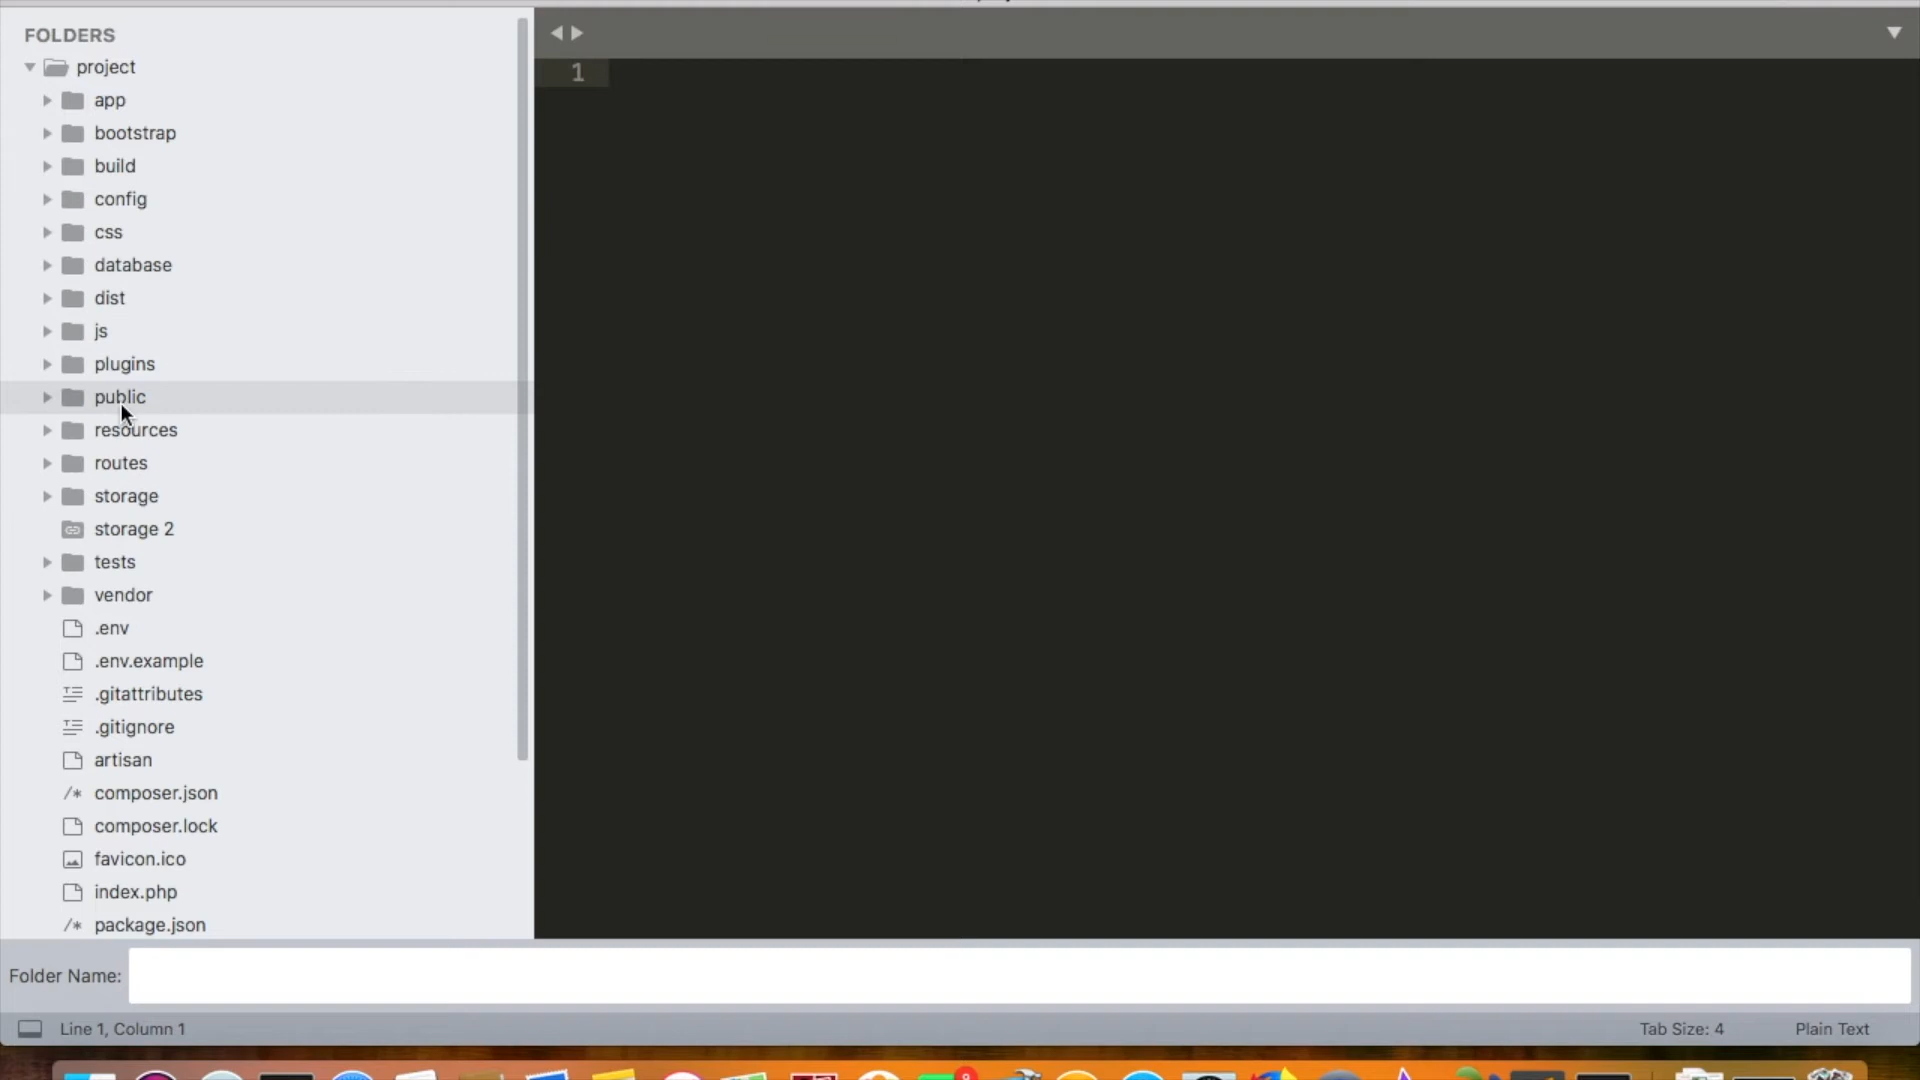 FOLDERS
project
app
bootstrap
build
config
css
database
dist
js
plugins
public
resources
routes
storage
storage 2
tests
vendor
.env
.env.example
.gitattributes
.gitignore
artisan
/* composer.json
composer.lock
favicon.ico
index.php
/* package.json
1
Folder Name:
Line 1, Column 1
Tab Size: 4
Plain Text